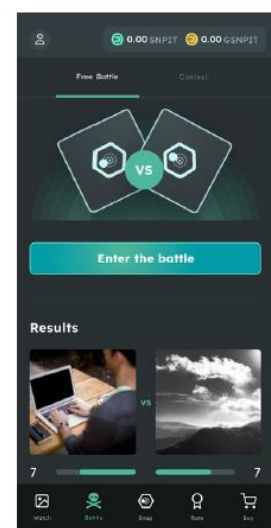 0.00 SNPIT 0.00 GSNPIT
Free Battle Contest
VS
Enter the battle
Results
VS
7 7
Watch Battle Snap Rank Buy